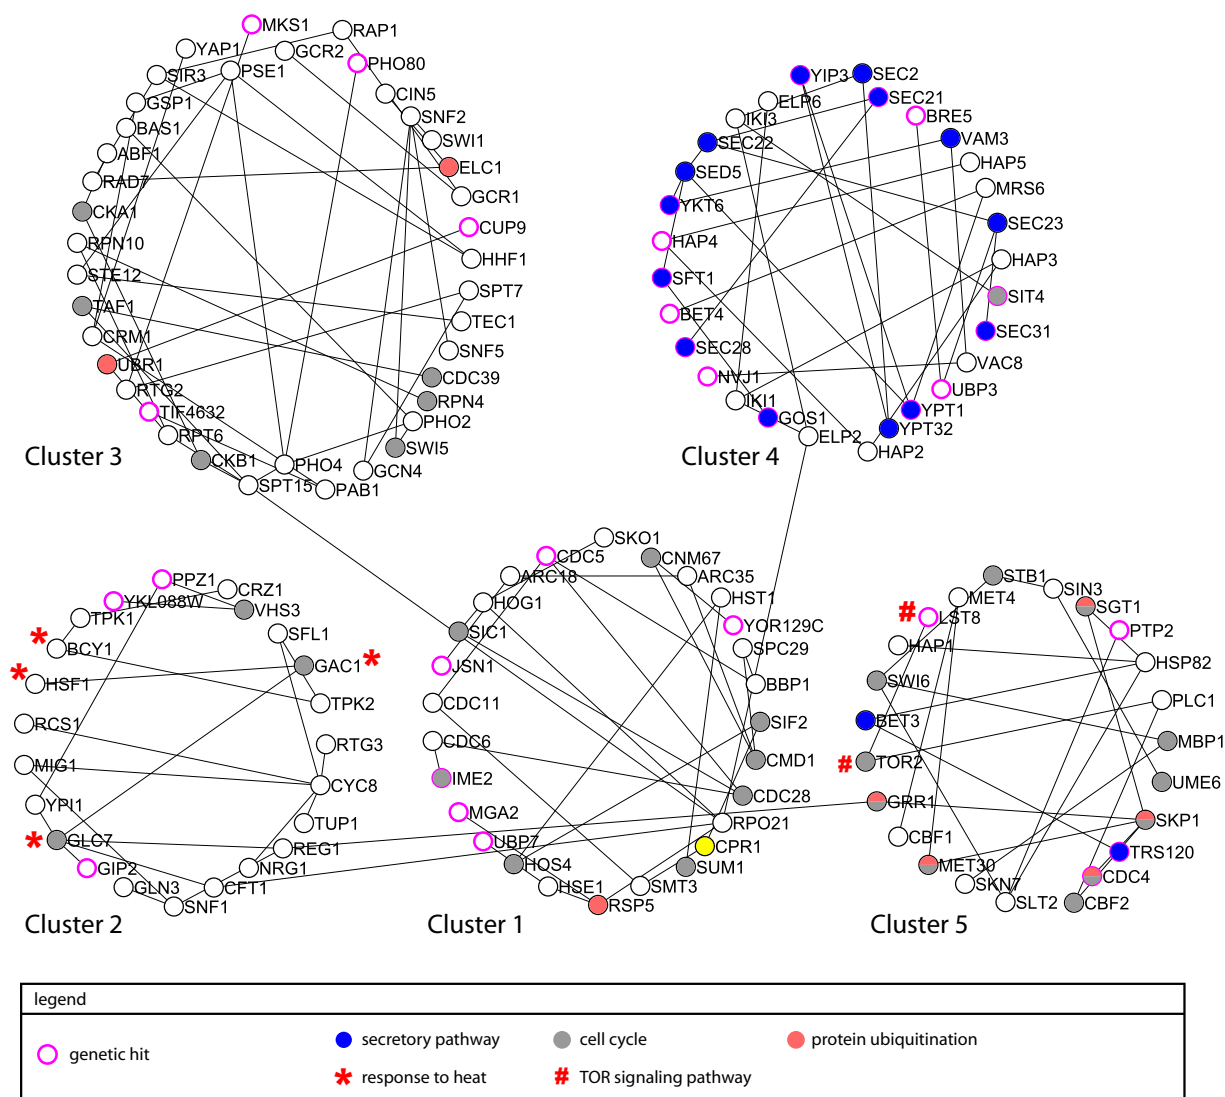 MKS1
RAP1
YAP1
GCR2
PHO80
SIR3
PSE1
CIN5
GSP1
SNF2
BAS1
SWI1
ABF1
ELC1
RAD7
GCR1
CKA1
CUP9
RPN10
HHF1
STE12
SPT7
TAF1
TEC1
CRM1
SNF5
UBR1
CDC39
RTG2
RPN4
TIF4632
PHO2
RPT6
SWI5
CKB1
PHO4
GCN4
SPT15
PAB1
Cluster 3
YIP3
SEC2
ELP6
SEC21
IKI3
BRE5
SEC22
VAM3
SED5
HAP5
YKT6
MRS6
HAP4
SEC23
SFT1
HAP3
BET4
SIT4
SEC28
SEC31
NVJ1
VAC8
IKI1
UBP3
GOS1
YPT1
ELP2
YPT32
HAP2
Cluster 4
PPZ1
CRZ1
YKL088W
VHS3
TPK1
SFL1
* BCY1
GAC1 *
* HSF1
TPK2
RCS1
RTG3
MIG1
CYC8
YPI1
TUP1
* GLC7
REG1
GIP2
NRG1
GLN3
CFT1
SNF1
Cluster 2
SKO1
CDC5
CNM67
ARC18
ARC35
HOG1
HST1
SIC1
YOR129C
JSN1
SPC29
CDC11
BBP1
CDC6
SIF2
IME2
CMD1
MGA2
CDC28
UBP7
RPO21
HOS4
CPR1
HSE1
SUM1
RSP5
SMT3
Cluster 1
STB1
SIN3
MET4
SGT1
# LST8
PTP2
HAP1
HSP82
SWI6
PLC1
BET3
MBP1
# TOR2
UME6
GRR1
SKP1
CBF1
TRS120
MET30
CDC4
SKN7
CBF2
SLT2
Cluster 5
legend
genetic hit
secretory pathway
cell cycle
protein ubiquitination
* response to heat
# TOR signaling pathway